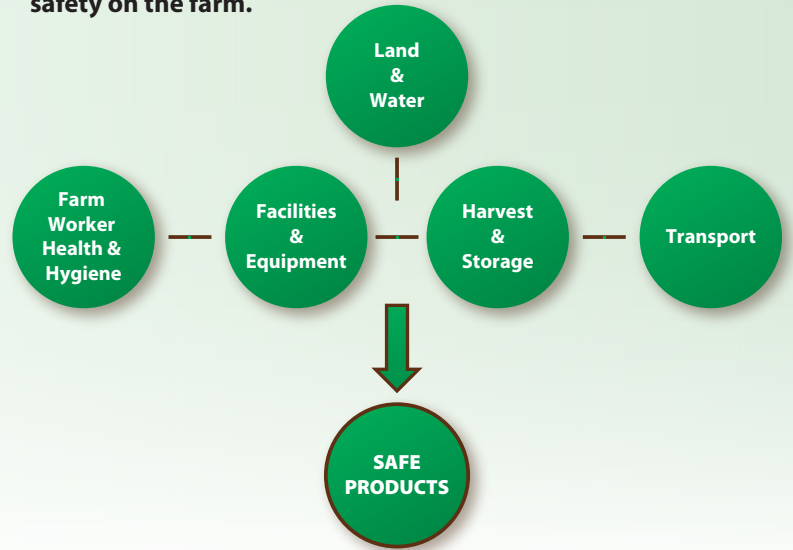 safety on the farm.
Land
&
Water
Farm
Worker
Health &
Hygiene
Facilities
&
Equipment
Harvest
&
Storage
Transport
SAFE
PRODUCTS